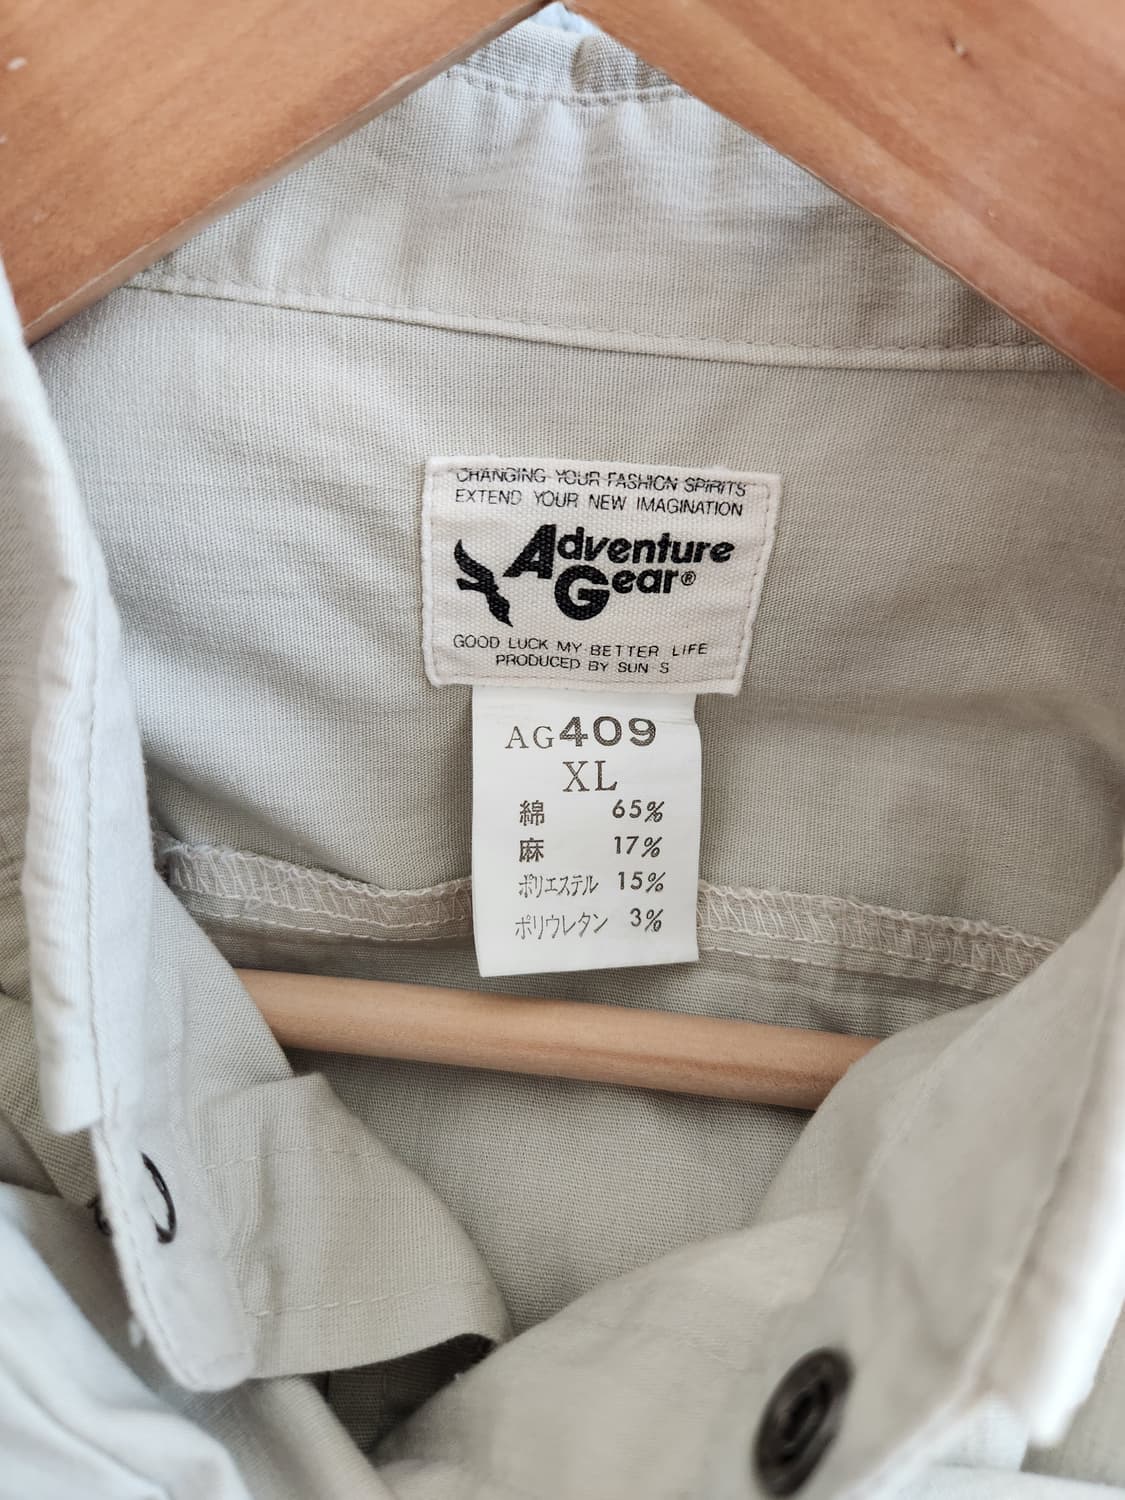 CHANGING YOUR FASHION SPIRITS
EXTEND YOUR NEW IMAGINATION
Adventure
Gear®
GOOD LUCK MY BETTER LIFE
PRODUCED BY SUN S
AG409
XL
綿 65%
麻 17%
ポリエステル 15%
ポリウレタン 3%